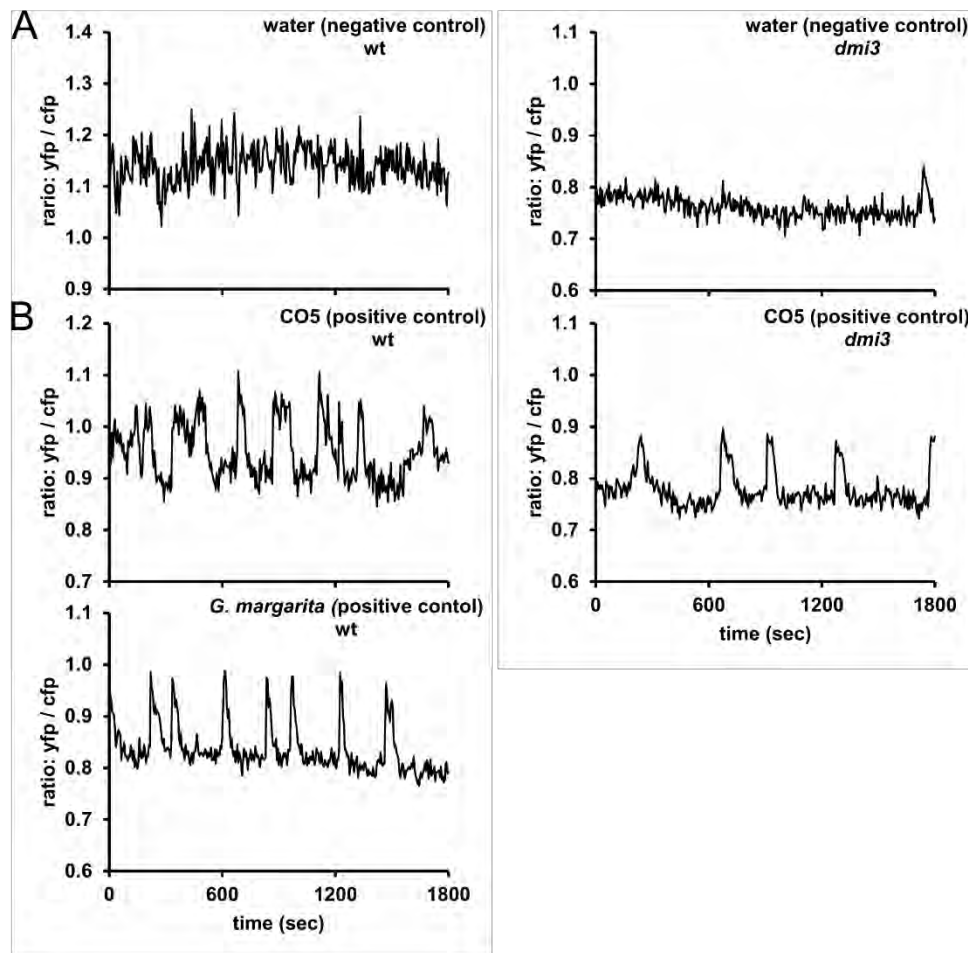 A
water (negative control)
wt
rario: yfp / cfp
1.4
1.3
1.2
1.1
1.0
0.9
water (negative control)
dmi3
ratio: yfp / cfp
1.1
1.0
0.9
0.8
0.7
0.6
B
CO5 (positive control)
wt
ratio: yfp / cfp
1.2
1.1
1.0
0.9
0.8
0.7
CO5 (positive control)
dmi3
ratio: yfp / cfp
1.1
1.0
0.9
0.8
0.7
0.6
0 600 1200 1800
time (sec)
G. margarita (positive contol)
wt
ratio: yfp / cfp
1.1
1.0
0.9
0.8
0.7
0.6
0 600 1200 1800
time (sec)